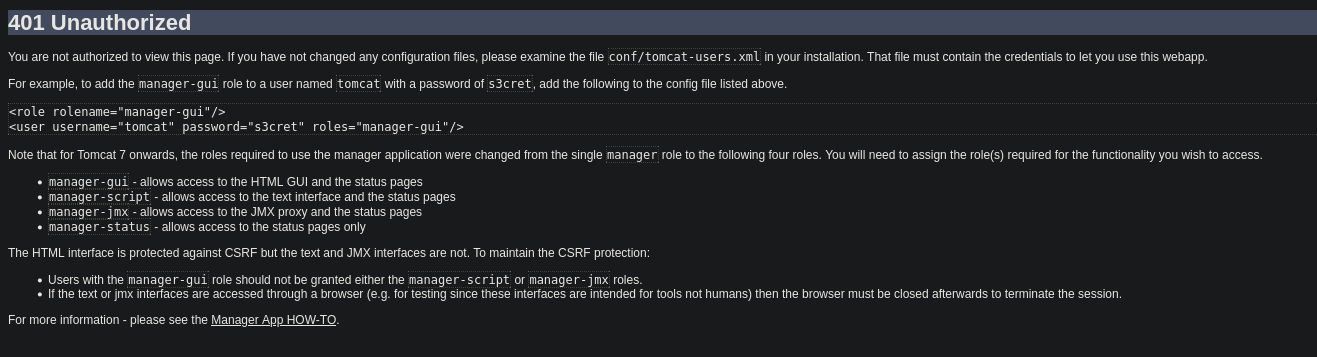 401 Unauthorized
You are not authorized to view this page. If you have not changed any configuration files, please examine the file conf/tomcat-users.xml in your installation. That file must contain the credentials to let you use this webapp.
For example, to add the manager-gui role to a user named tomcat with a password of s3cret, add the following to the config file listed above.
<role rolename="manager-gui"/>
<user username="tomcat" password="s3cret" roles="manager-gui"/>
Note that for Tomcat 7 onwards, the roles required to use the manager application were changed from the single manager role to the following four roles. You will need to assign the role(s) required for the functionality you wish to access.
• manager-gui - allows access to the HTML GUI and the status pages
• manager-script - allows access to the text interface and the status pages
• manager-jmx - allows access to the JMX proxy and the status pages
• manager-status - allows access to the status pages only
The HTML interface is protected against CSRF but the text and JMX interfaces are not. To maintain the CSRF protection:
• Users with the manager-gui role should not be granted either the manager-script or manager-jmx roles.
• If the text or jmx interfaces are accessed through a browser (e.g. for testing since these interfaces are intended for tools not humans) then the browser must be closed afterwards to terminate the session.
For more information - please see the Manager App HOW-TO.